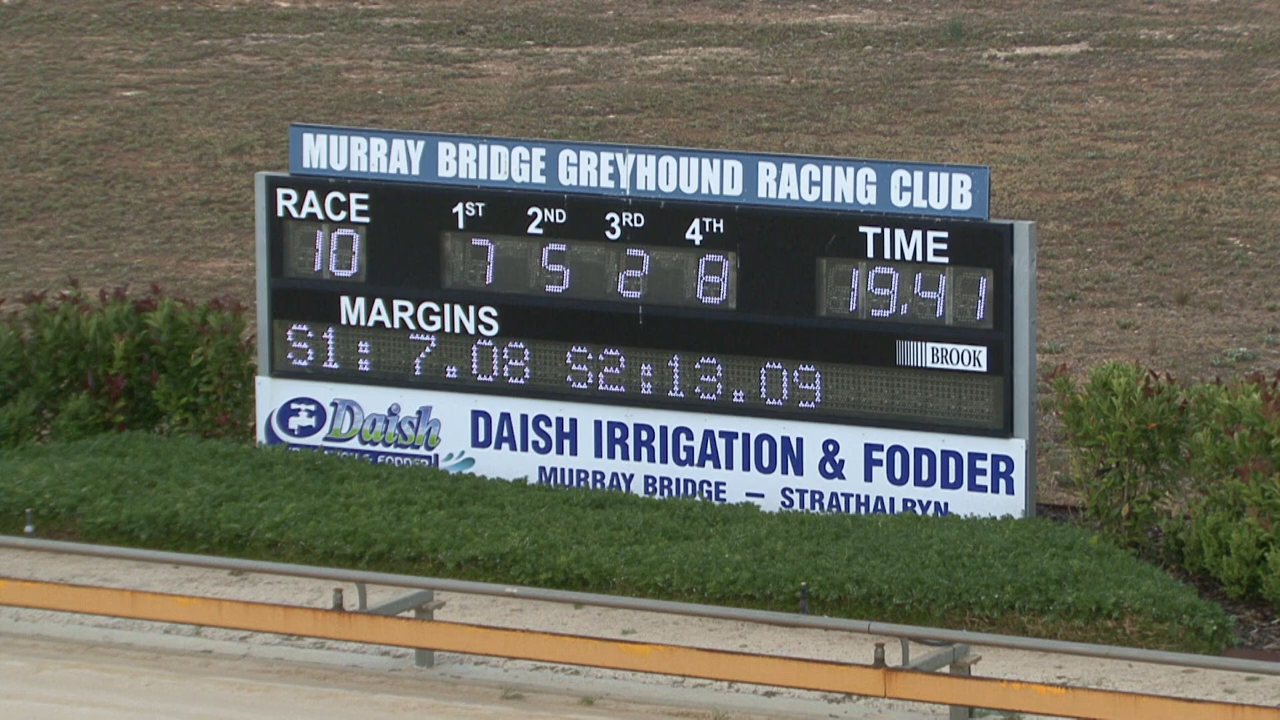 MURRAY BRIDGE GREYHOUND RACING CLUB
RACE 1ST 2ND 3RD 4TH TIME
10 7 5 2 8 19.41
MARGINS
BROOK
S1: 7.08 S2:13.09
Daish
DAISH IRRIGATION & FODDER
MURRAY BRIDGE – STRATHALBYN